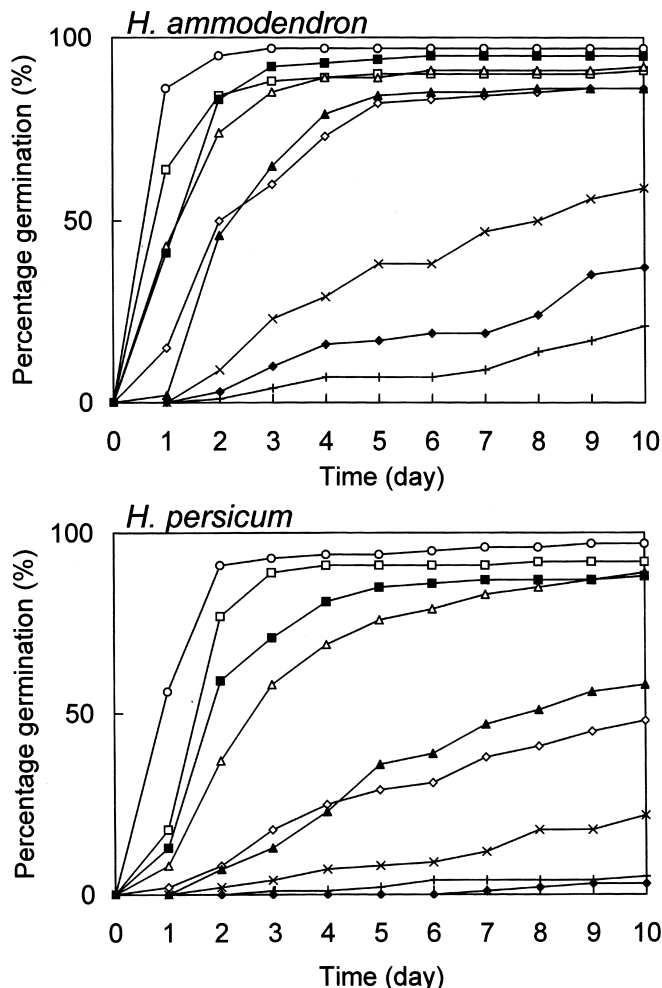 H. ammodendron
100
50
0
Percentage germination (%)
0 1 2 3 4 5 6 7 8 9 10
Time (day)
H. persicum
100
50
0
Percentage germination (%)
0 1 2 3 4 5 6 7 8 9 10
Time (day)